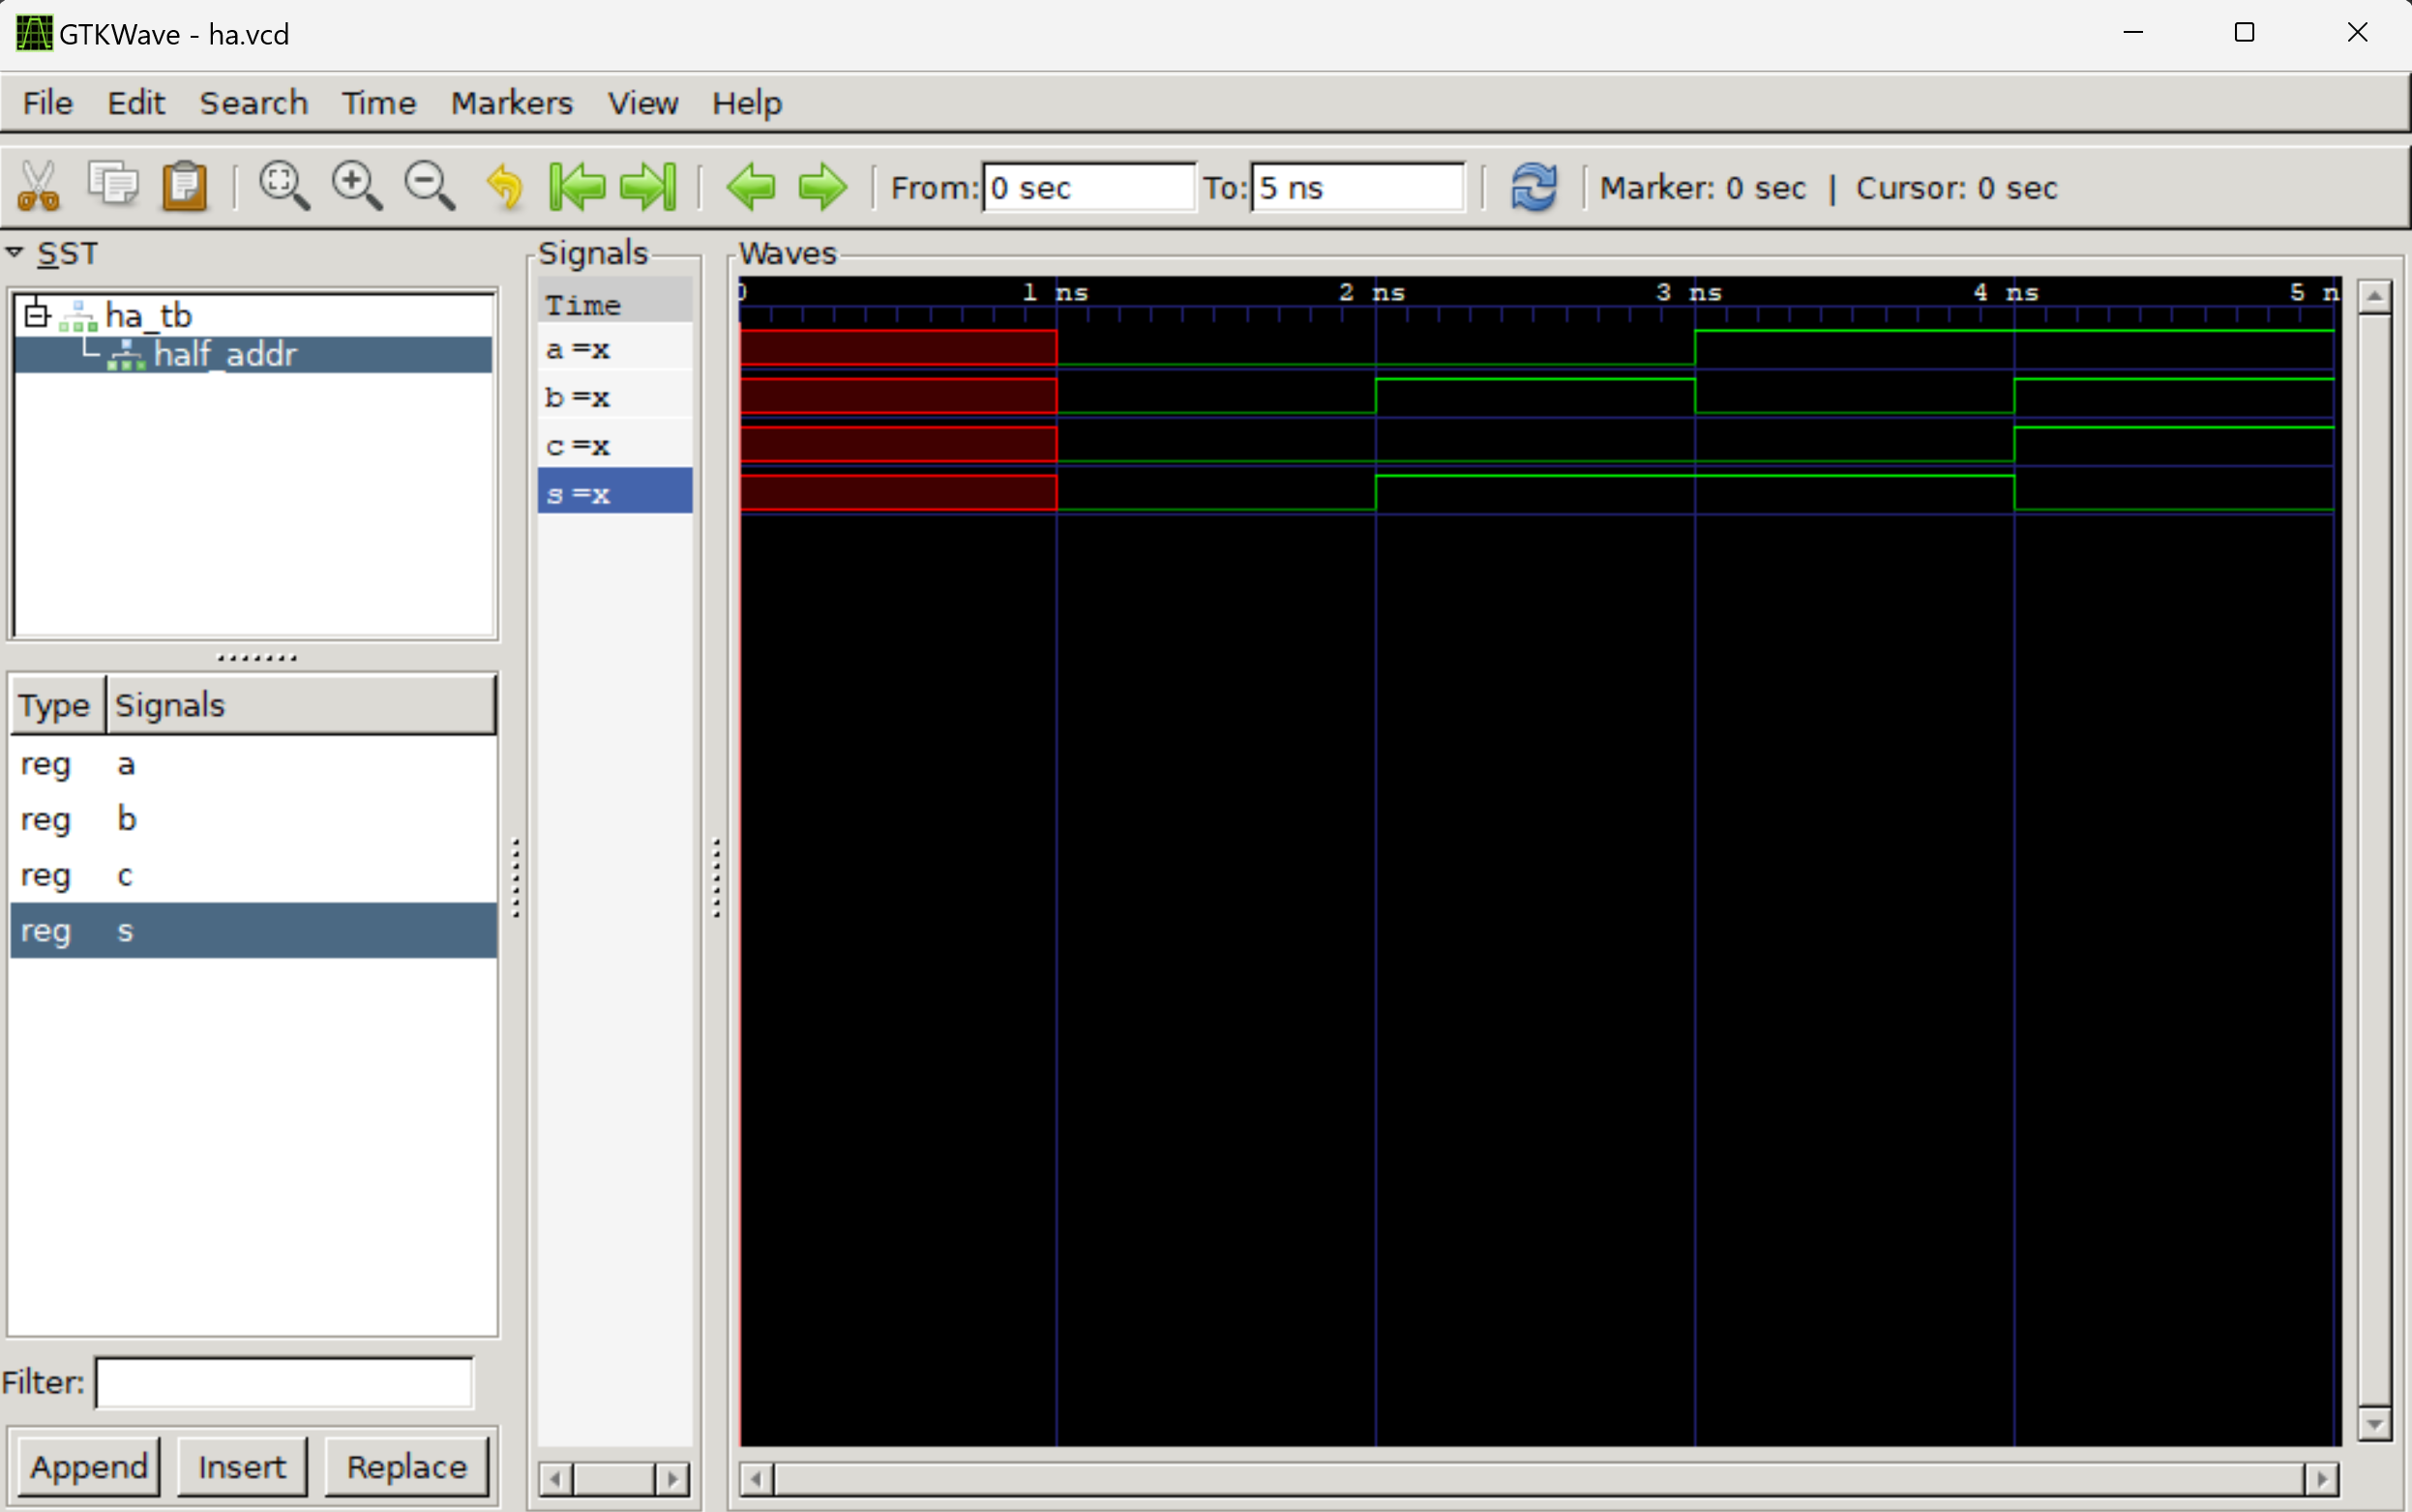 GTKWave - ha.vcd
File Edit Search Time Markers View Help
From: 0 sec To: 5 ns Marker: 0 sec | Cursor: 0 sec
SST
ha_tb
half_addr
Type Signals
reg a
reg b
reg c
reg s
Filter:
Append Insert Replace
Signals
Time
a =x
b =x
c =x
s =x
Waves
0 1 ns 2 ns 3 ns 4 ns 5 n